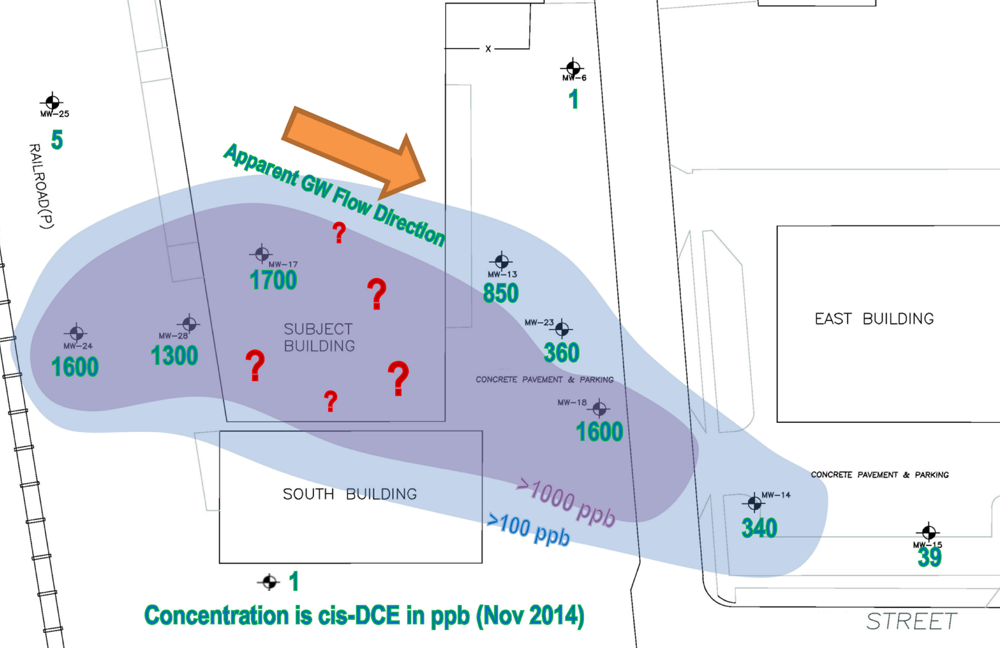 X
MW-6
1
MW-25
5
RAILROAD(P)
Apparent GW Flow Direction
?
MW-17
1700
?
MW-13
850
MW-24
1600
MW-28
1300
SUBJECT
BUILDING
MW-23
360
EAST BUILDING
?
?
?
CONCRETE PAVEMENT & PARKING
MW-18
1600
CONCRETE PAVEMENT & PARKING
SOUTH BUILDING
>1000 ppb
>100 ppb
MW-14
340
MW-15
39
1
Concentration is cis-DCE in ppb (Nov 2014)
STREET